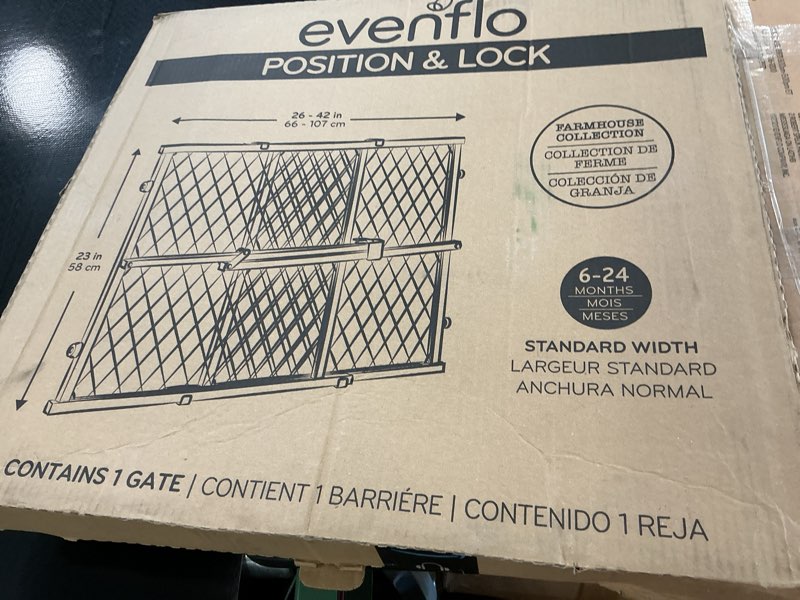 evenflo
POSITION & LOCK
26 - 42 in
66 - 107 cm
23 in
58 cm
FARMHOUSE
COLLECTION
COLLECTION DE
FERME
COLECCIÓN DE
GRANJA
6-24
MONTHS
MOIS
MESES
STANDARD WIDTH
LARGEUR STANDARD
ANCHURA NORMAL
CONTAINS 1 GATE | CONTIENT 1 BARRIÉRE | CONTENIDO 1 REJA